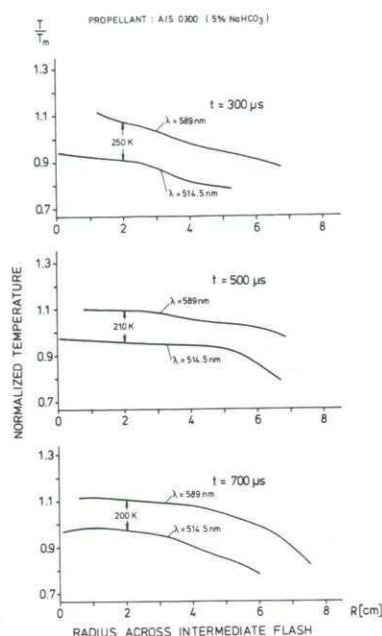 PROPELLANT : A/S 0300 ( 5% NaHCO₃)
T
Tm
1.3
t = 300 µs
λ = 589 nm
1.1
250 K
0.9
λ = 514.5 nm
0.7
0 2 4 6 8
1.3
t = 500 µs
λ = 589 nm
1.1
210 K
0.9
λ = 514.5 nm
0.7
0 2 4 6 8
NORMALIZED TEMPERATURE
1.3
t = 700 µs
λ = 589 nm
1.1
200 K
λ = 514.5 nm
0.9
0.7
0 2 4 6 8 R [cm]
RADIUS ACROSS INTERMEDIATE FLASH